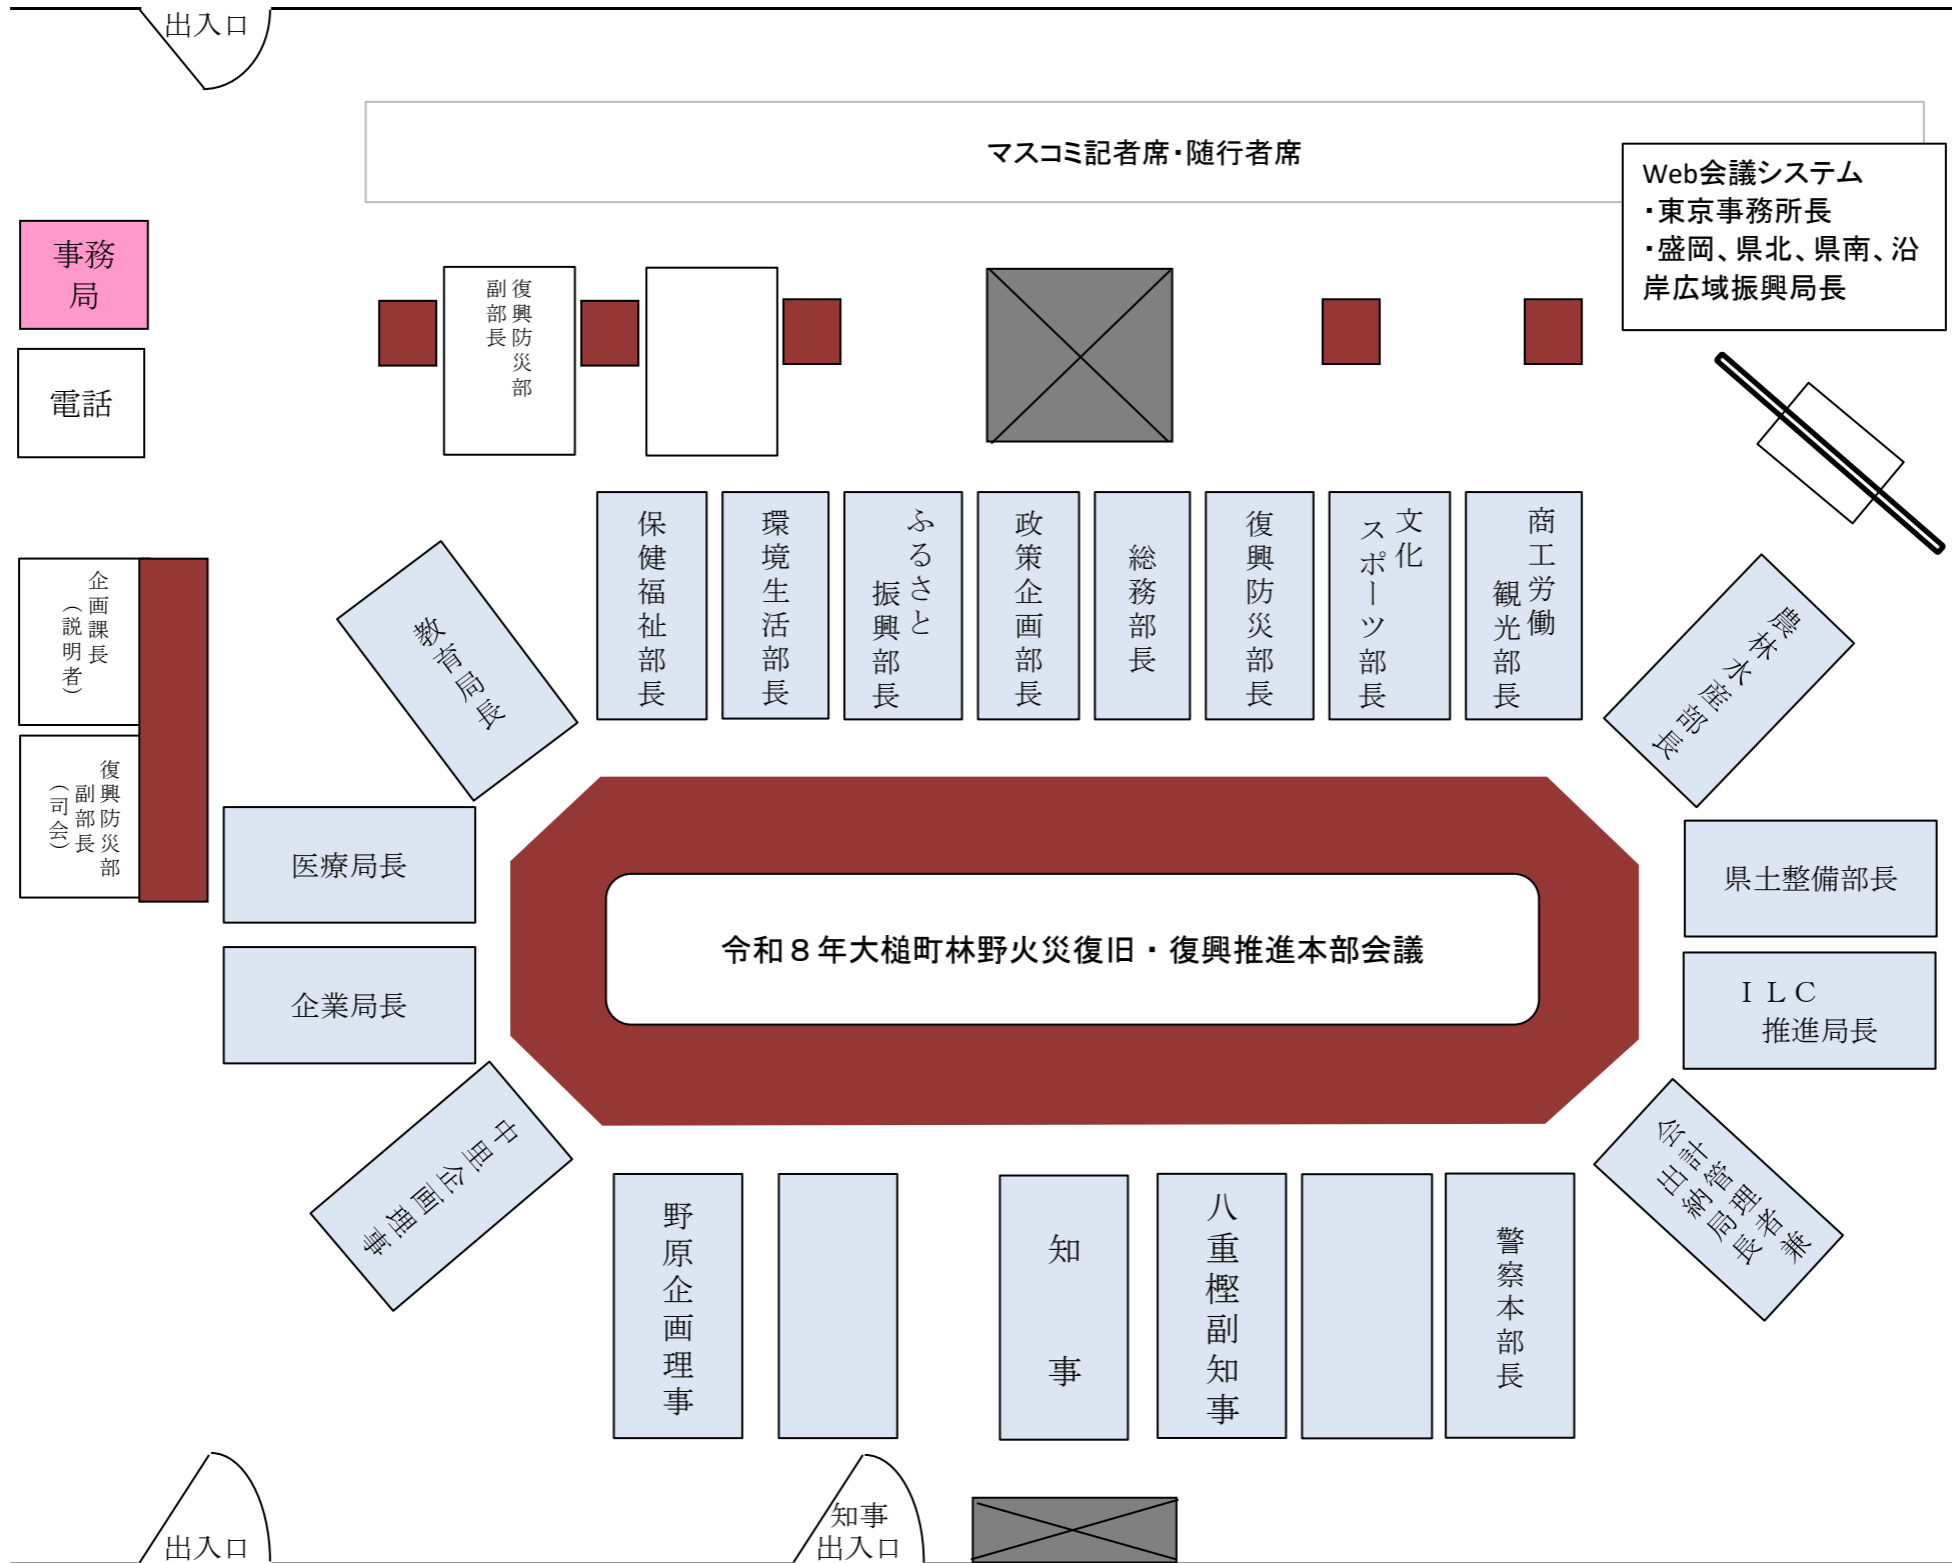 出入口
マスコミ記者席・随行者席
Web会議システム
・東京事務所長
・盛岡、県北、県南、沿
岸広域振興局長
事務
局
電話
復興防災部
副部長
企画課長
（説明者）
復興防災部
副部長
（司会）
教育局長
保健福祉部長
環境生活部長
ふるさと
振興部長
政策企画部長
総務部長
復興防災部長
文化
スポーツ部長
商工労働
観光部長
農林水産部長
医療局長
企業局長
中里企画理事
令和８年大槌町林野火災復旧・復興推進本部会議
県土整備部長
ＩＬＣ
推進局長
会計管理者兼
出納局長
野原企画理事
知事
八重樫副知事
警察本部長
出入口
知事
出入口